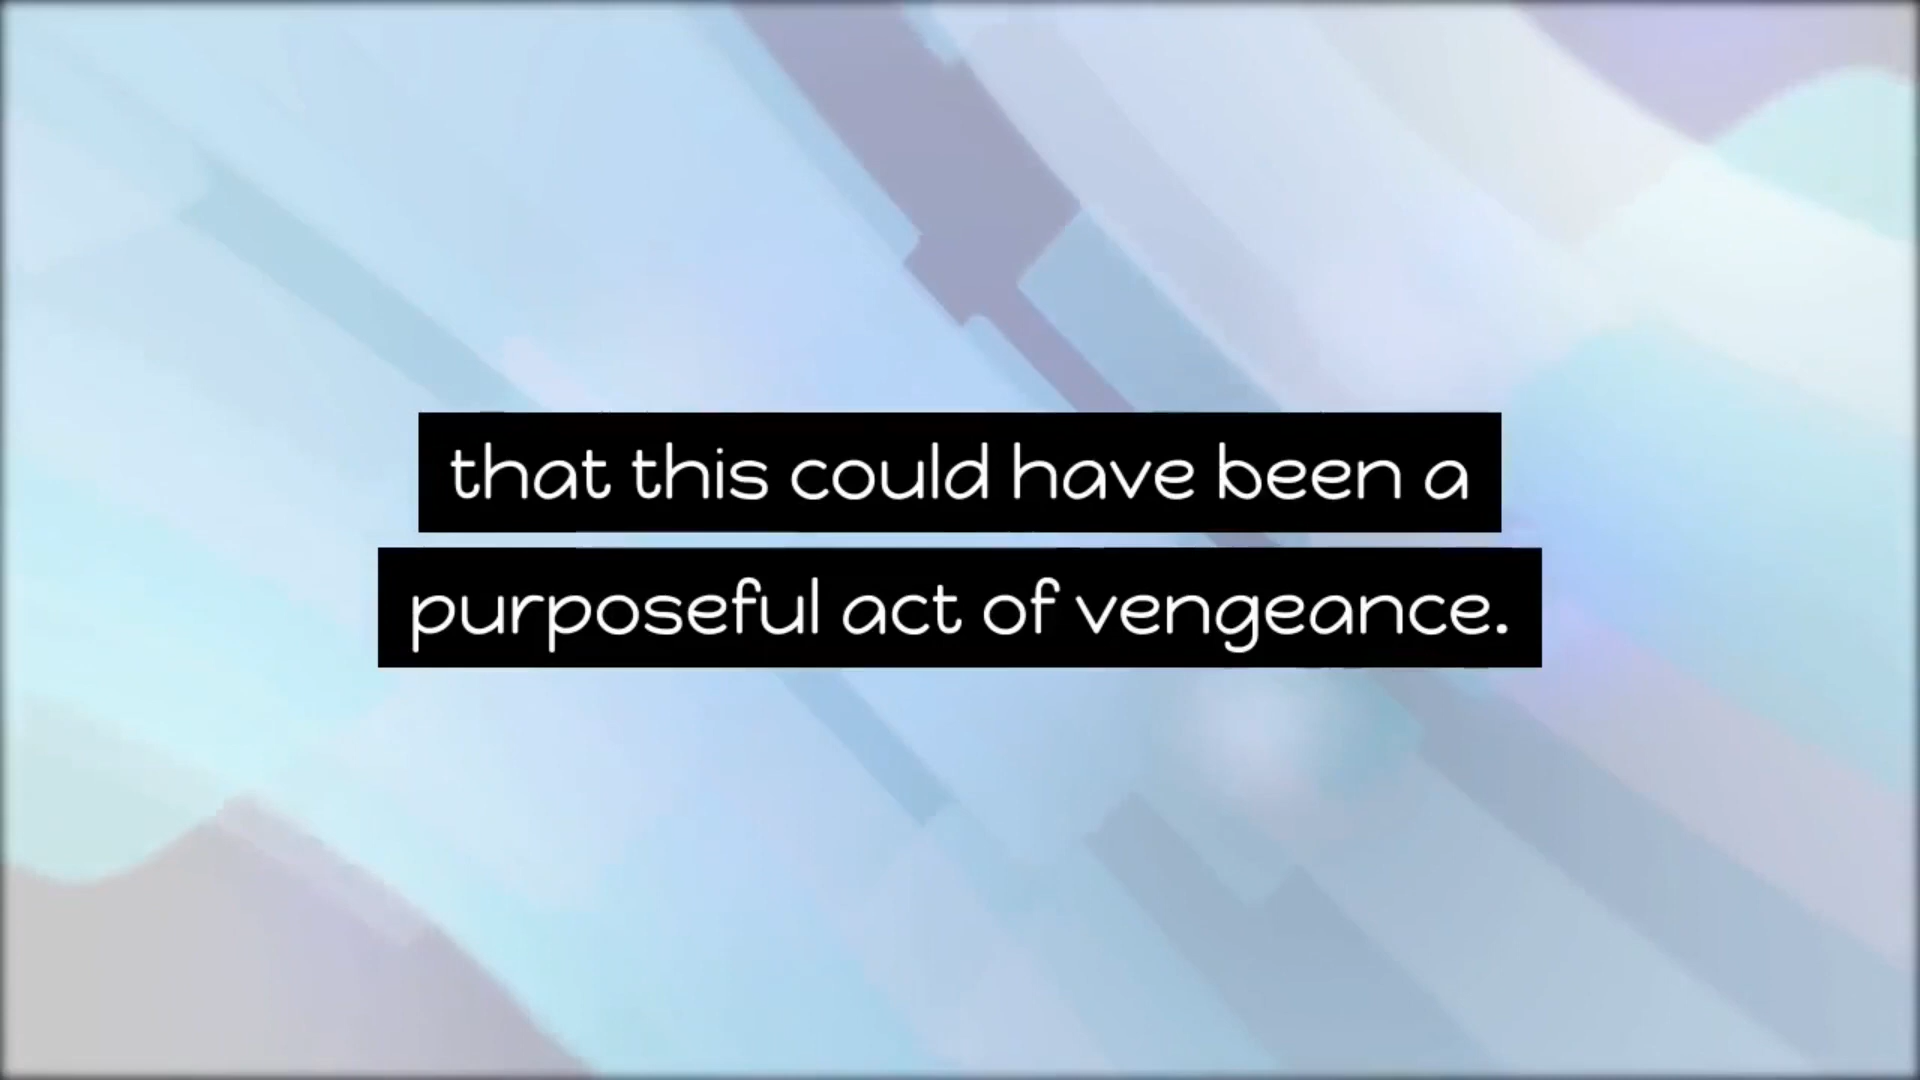 that this could have been a
purposeful act of vengeance.